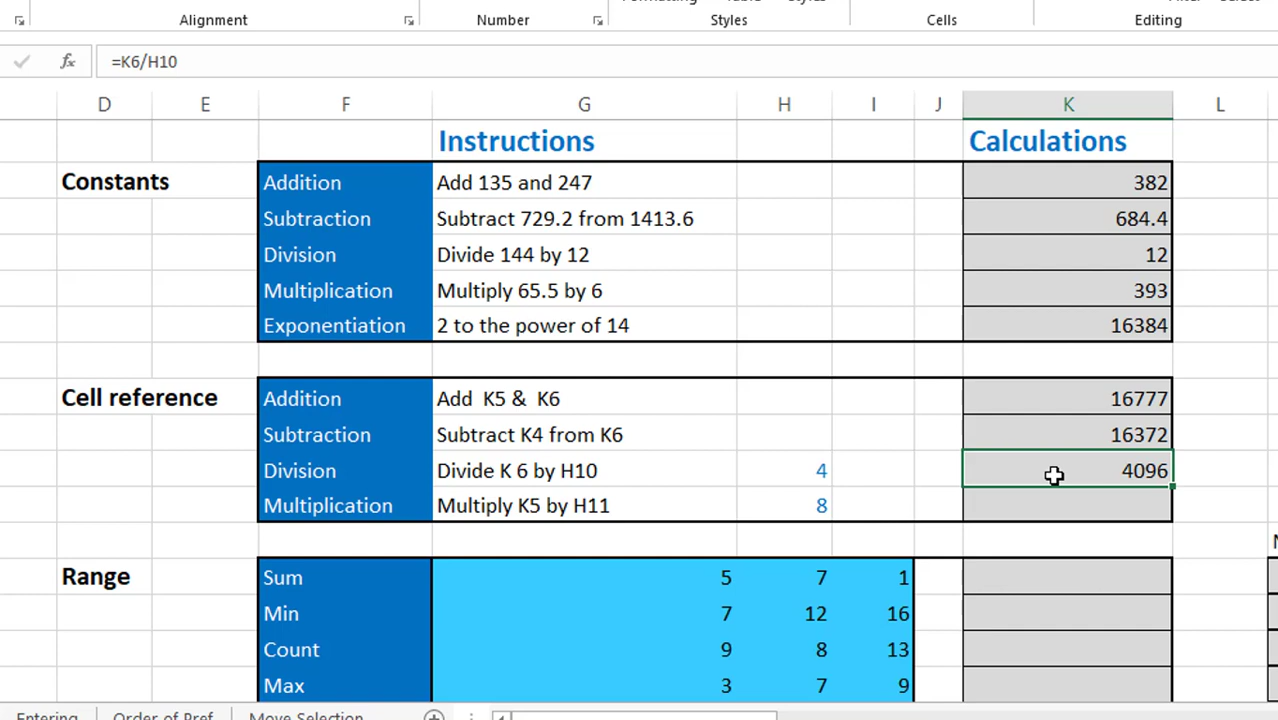 Alignment Number Styles Cells Editing
fx =K6/H10
D E F G H I J K L
Instructions Calculations
Constants Addition Add 135 and 247 382
Subtraction Subtract 729.2 from 1413.6 684.4
Division Divide 144 by 12 12
Multiplication Multiply 65.5 by 6 393
Exponentiation 2 to the power of 14 16384
Cell reference Addition Add K5 & K6 16777
Subtraction Subtract K4 from K6 16372
Division Divide K 6 by H10 4 4096
Multiplication Multiply K5 by H11 8
Range Sum 5 7 1
Min 7 12 16
Count 9 8 13
Max 3 7 9
Entering Order of Pref Move Selection